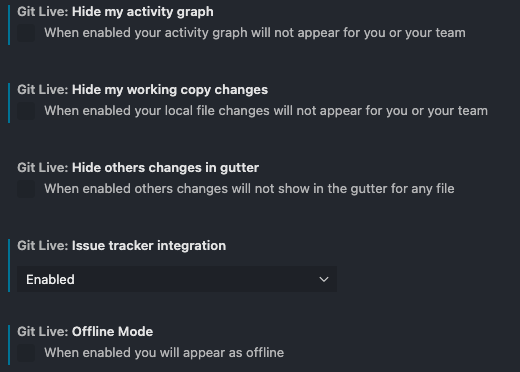 Git Live: Hide my activity graph
When enabled your activity graph will not appear for you or your team
Git Live: Hide my working copy changes
When enabled your local file changes will not appear for you or your team
Git Live: Hide others changes in gutter
When enabled others changes will not show in the gutter for any file
Git Live: Issue tracker integration
Enabled
Git Live: Offline Mode
When enabled you will appear as offline